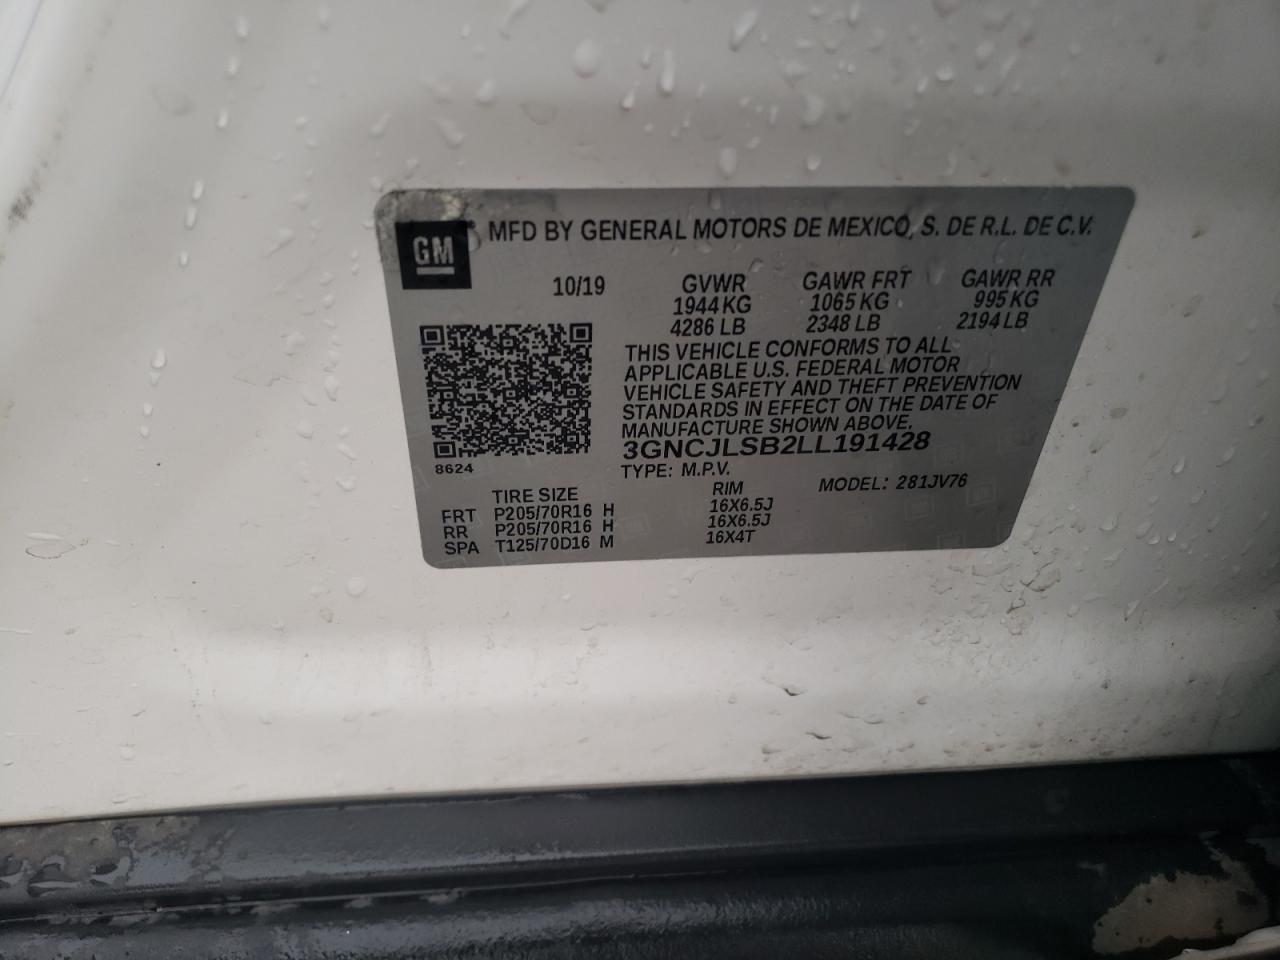 GM MFD BY GENERAL MOTORS DE MEXICO, S. DE R.L. DE C.V.
10/19 GVWR GAWR FRT GAWR RR
1944 KG 1065 KG 995 KG
4286 LB 2348 LB 2194 LB
THIS VEHICLE CONFORMS TO ALL
APPLICABLE U.S. FEDERAL MOTOR
VEHICLE SAFETY AND THEFT PREVENTION
STANDARDS IN EFFECT ON THE DATE OF
MANUFACTURE SHOWN ABOVE.
3GNCJLSB2LL191428
8624
TYPE: M.P.V. MODEL: 281JV76
TIRE SIZE RIM
FRT P205/70R16 H 16X6.5J
RR P205/70R16 H 16X6.5J
SPA T125/70D16 M 16X4T